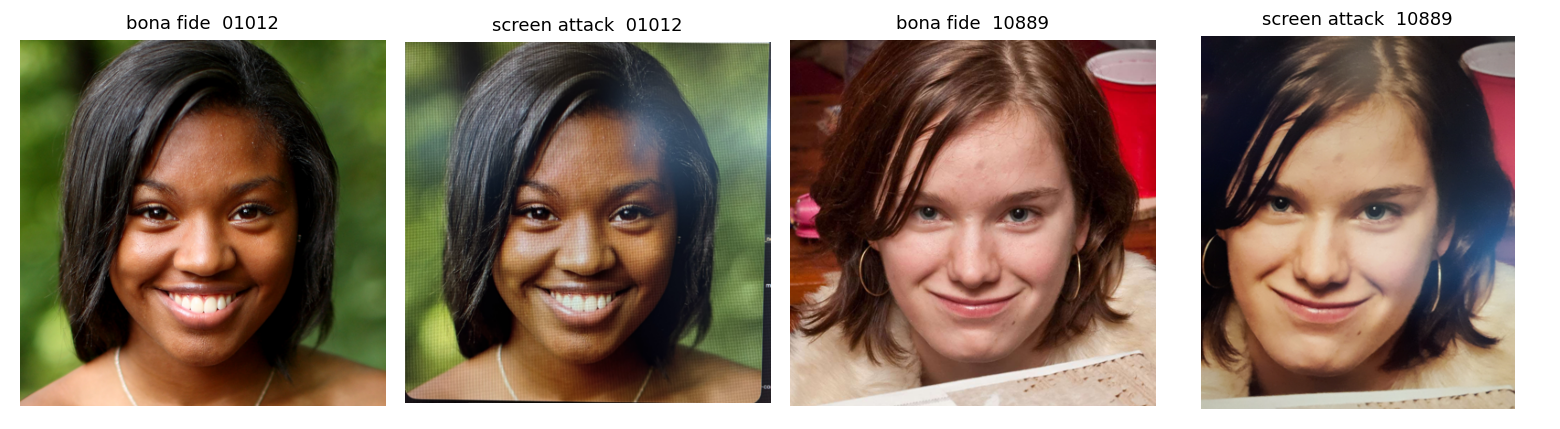 bona fide  01012
screen attack  01012
bona fide  10889
screen attack  10889